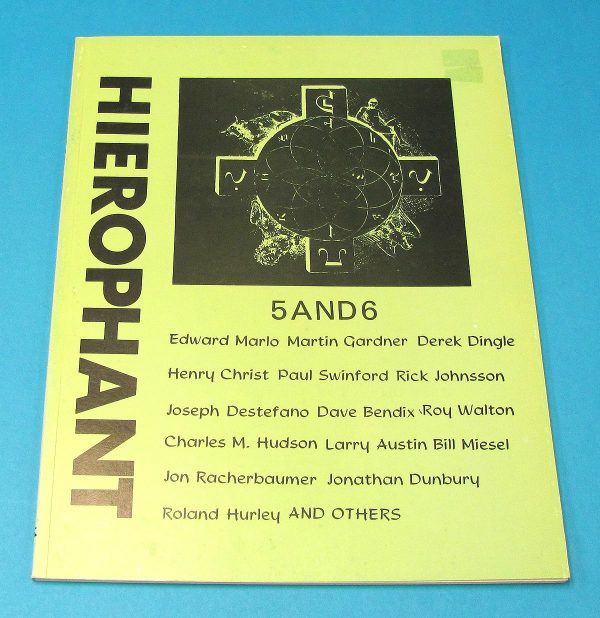 HIEROPHANT
5AND6
Edward Marlo Martin Gardner Derek Dingle
Henry Christ Paul Swinford Rick Johnsson
Joseph Destefano Dave Bendix Roy Walton
Charles M. Hudson Larry Austin Bill Miesel
Jon Racherbaumer Jonathan Dunbury
Roland Hurley AND OTHERS